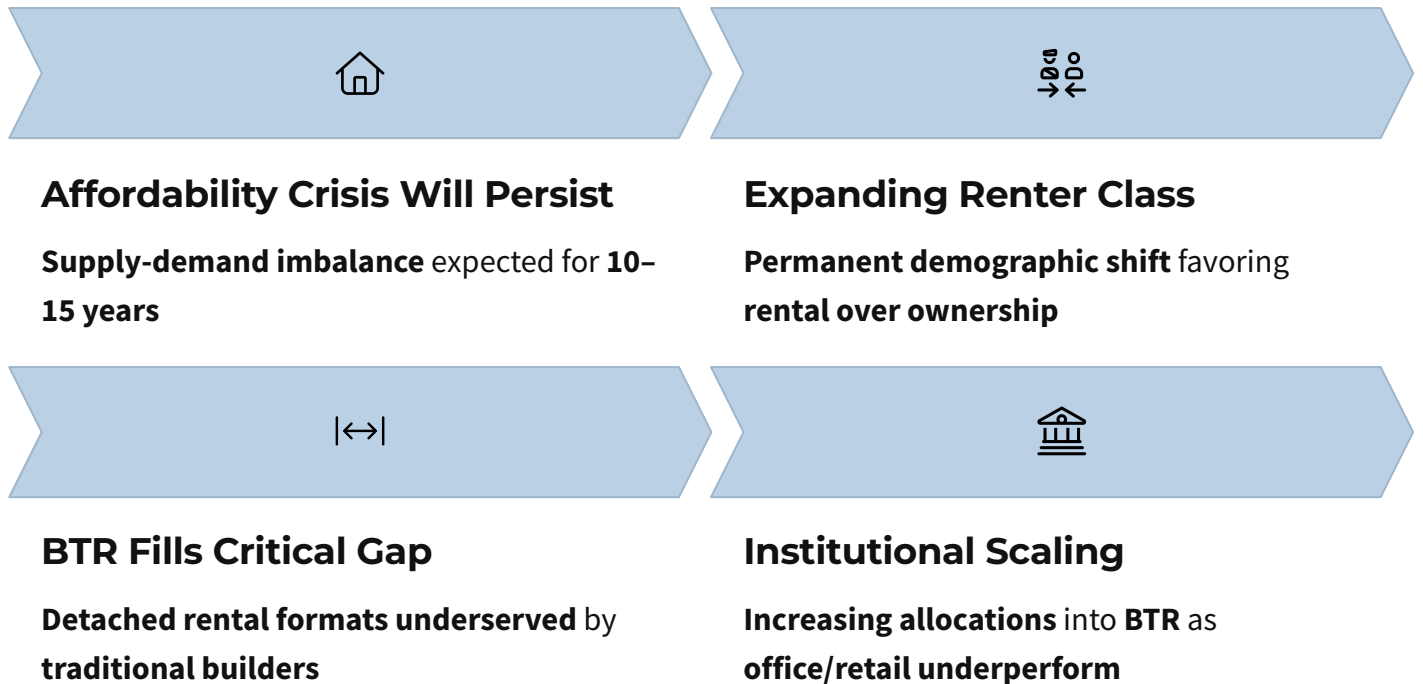 Affordability Crisis Will Persist
Supply-demand imbalance expected for 10–
15 years
Expanding Renter Class
Permanent demographic shift favoring
rental over ownership
BTR Fills Critical Gap
Detached rental formats underserved by
traditional builders
Institutional Scaling
Increasing allocations into BTR as
office/retail underperform